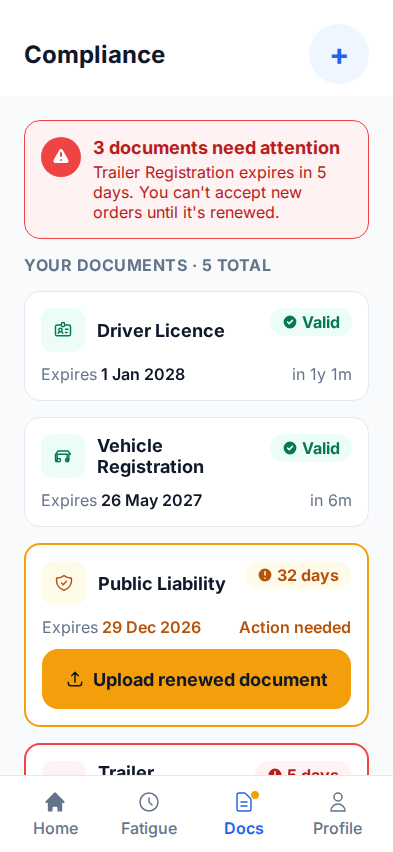 Compliance
+
3 documents need attention
Trailer Registration expires in 5
days. You can't accept new
orders until it's renewed.
YOUR DOCUMENTS · 5 TOTAL
Driver Licence
Valid
Expires 1 Jan 2028
in 1y 1m
Vehicle
Registration
Valid
Expires 26 May 2027
in 6m
Public Liability
32 days
Expires 29 Dec 2026
Action needed
Upload renewed document
Trailer
5 days
Home
Fatigue
Docs
Profile